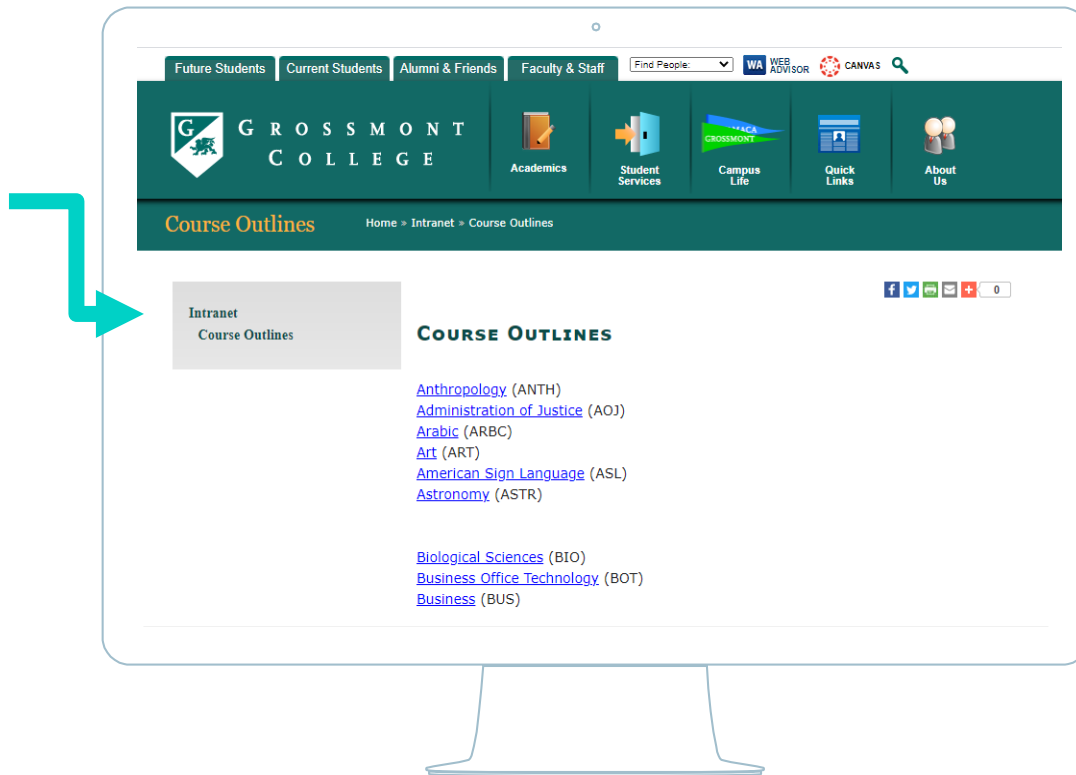 Future Students Current Students Alumni & Friends Faculty & Staff Find People: WA WEB ADVISOR CANVAS
G GROSSMONT
COLLEGE
GROSSMONT
Academics
Student Services
Campus Life
Quick Links
About Us
Course Outlines Home » Intranet » Course Outlines
f + 0
Intranet
Course Outlines
COURSE OUTLINES
Anthropology (ANTH)
Administration of Justice (AOJ)
Arabic (ARBC)
Art (ART)
American Sign Language (ASL)
Astronomy (ASTR)
Biological Sciences (BIO)
Business Office Technology (BOT)
Business (BUS)